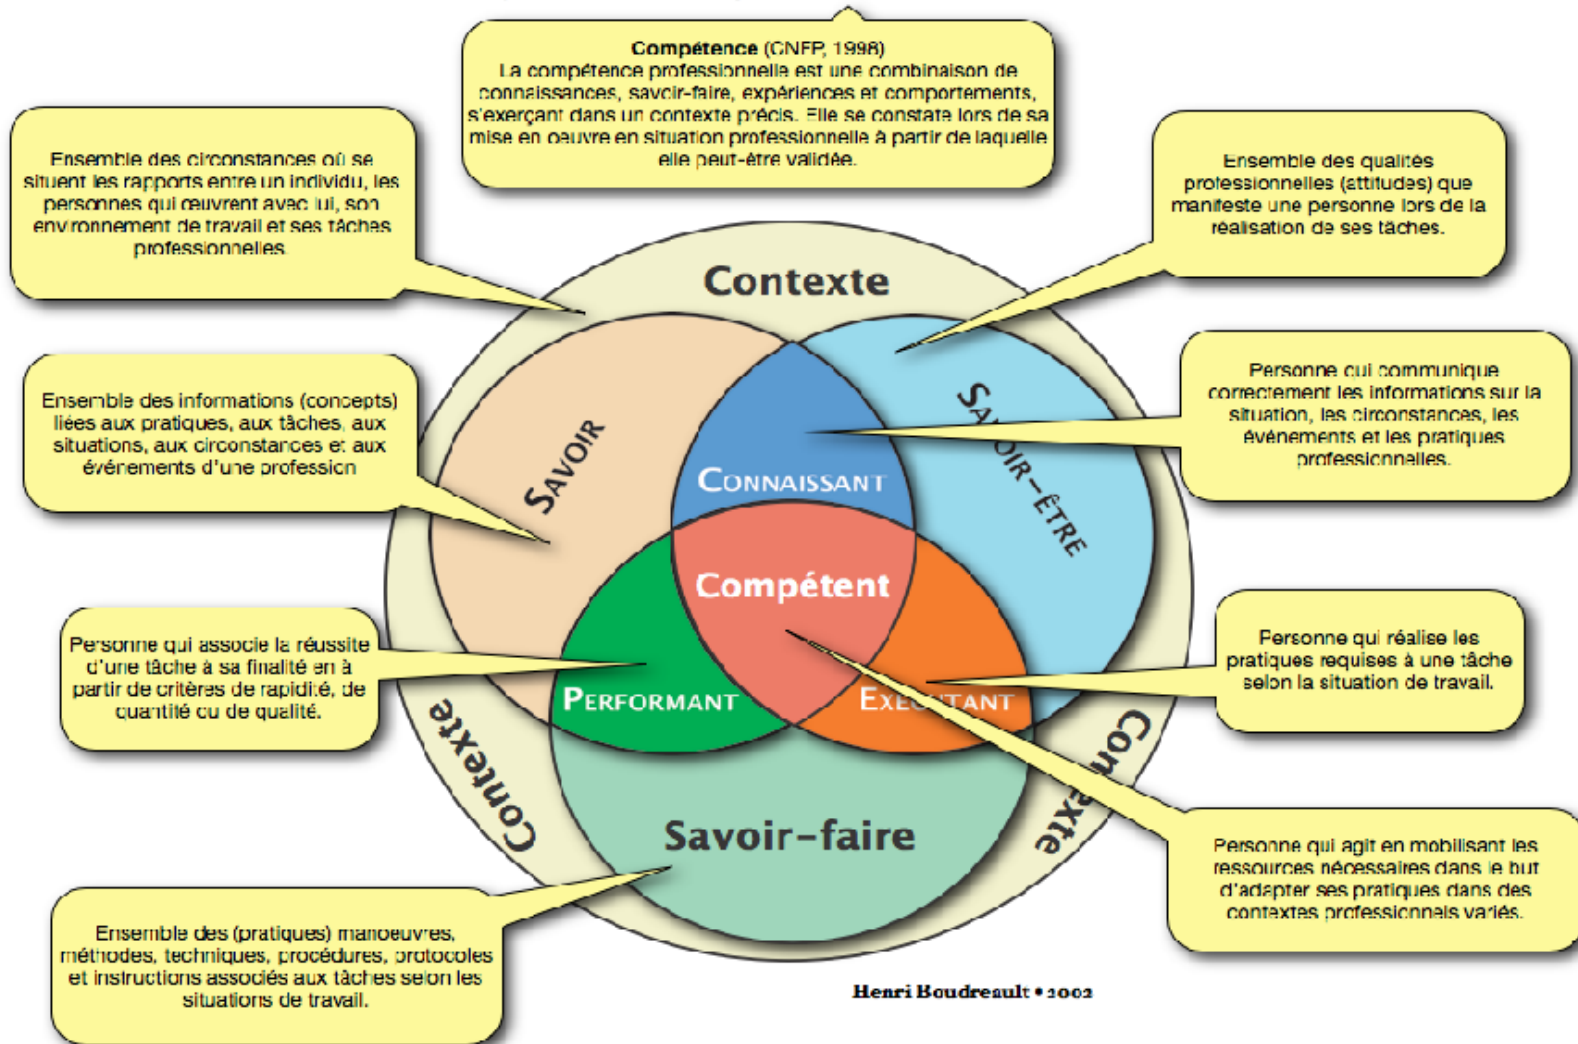 Compétence (CNFP, 1998)
La compétence professionnelle est une combinaison de
connaissances, savoir-faire, expériences et comportements,
s'exerçant dans un contexte précis. Elle se constate lors de sa
mise en oeuvre en situation professionnelle à partir de laquelle
elle peut-être validée.
Ensemble des circonstances où se
situent les rapports entre un individu, les
personnes qui œuvrent avec lui, son
environnement de travail et ses tâches
professionnelles.
Ensemble des qualités
professionnelles (attitudes) que
manifeste une personne lors de la
réalisation de ses tâches.
Contexte
Ensemble des informations (concepts)
liées aux pratiques, aux tâches, aux
situations, aux circonstances et aux
événements d'une profession
Personne qui communique
correctement les informations sur la
situation, les circonstances, les
événements et les pratiques
professionnelles.
SAVOIR
SAVOIR-ÊTRE
CONNAISSANT
Compétent
Personne qui associe la réussite
d'une tâche à sa finalité en à
partir de critères de rapidité, de
quantité ou de qualité.
Personne qui réalise les
pratiques requises à une tâche
selon la situation de travail.
PERFORMANT
EXÉCUTANT
Contexte
Contexte
Savoir-faire
Personne qui agit en mobilisant les
ressources nécessaires dans le but
d'adapter ses pratiques dans des
contextes professionnels variés.
Ensemble des (pratiques) manoeuvres,
méthodes, techniques, procédures, protocoles
et instructions associés aux tâches selon les
situations de travail.
Henri Boudreault • 2002